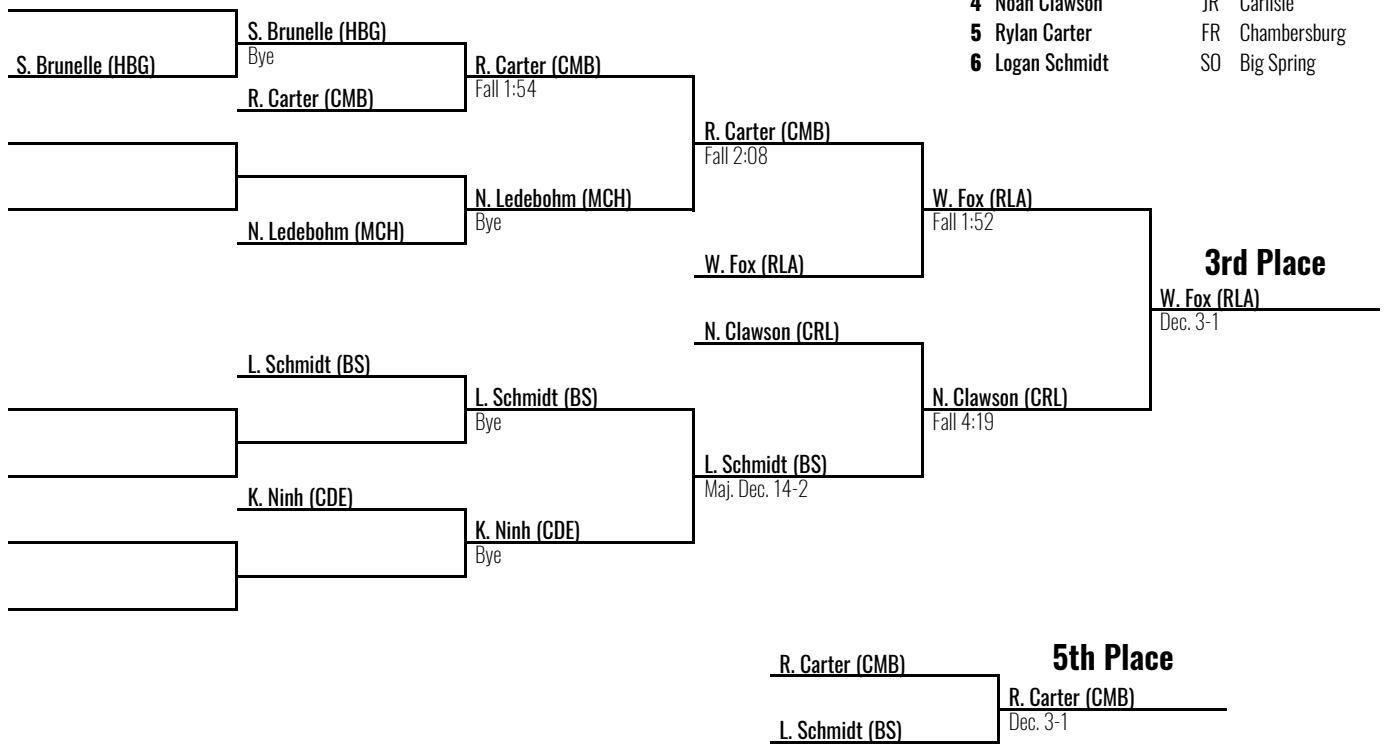 4 Noah Clawson JR Carlisle
5 Rylan Carter FR Chambersburg
6 Logan Schmidt SO Big Spring
S. Brunelle (HBG)
S. Brunelle (HBG)
Bye
R. Carter (CMB)
R. Carter (CMB)
Fall 1:54
N. Ledebohm (MCH)
N. Ledebohm (MCH)
Bye
R. Carter (CMB)
Fall 2:08
W. Fox (RLA)
W. Fox (RLA)
Fall 1:52
L. Schmidt (BS)
L. Schmidt (BS)
Bye
K. Ninh (CDE)
K. Ninh (CDE)
Bye
N. Clawson (CRL)
L. Schmidt (BS)
Maj. Dec. 14-2
N. Clawson (CRL)
Fall 4:19
3rd Place
W. Fox (RLA)
Dec. 3-1
5th Place
R. Carter (CMB)
L. Schmidt (BS)
R. Carter (CMB)
Dec. 3-1